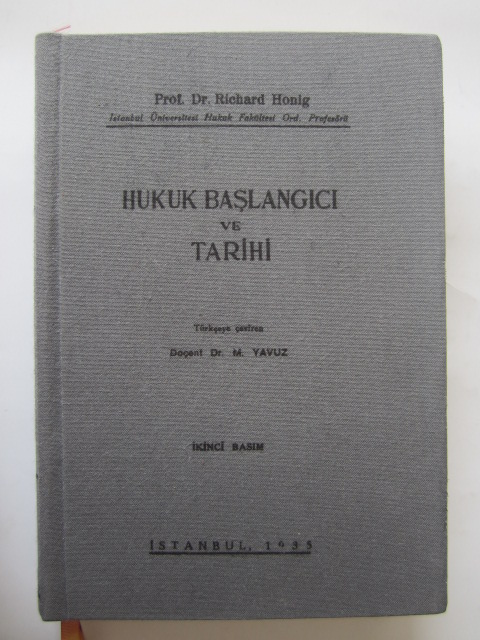 Prof. Dr. Richard Honig
İstanbul Üniversitesi Hukuk Fakültesi Ord. Profesörü
HUKUK BAŞLANGICI
VE
TARİHİ
Türkçeye çeviren
Doçent Dr. M. YAVUZ
İKİNCİ BASIM
İSTANBUL, 1935